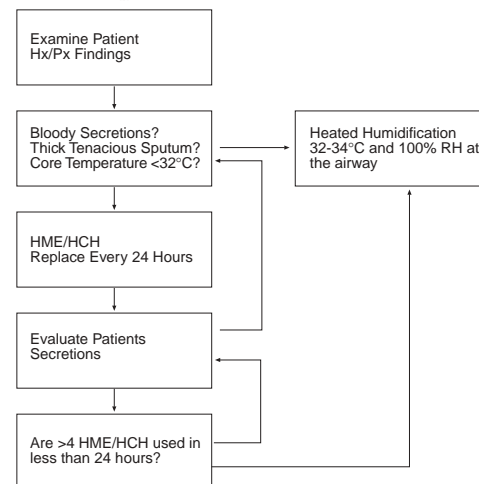 Examine Patient
Hx/Px Findings
Bloody Secretions?
Thick Tenacious Sputum?
Core Temperature <32°C?
Heated Humidification
32-34°C and 100% RH at
the airway
HME/HCH
Replace Every 24 Hours
Evaluate Patients
Secretions
Are >4 HME/HCH used in
less than 24 hours?